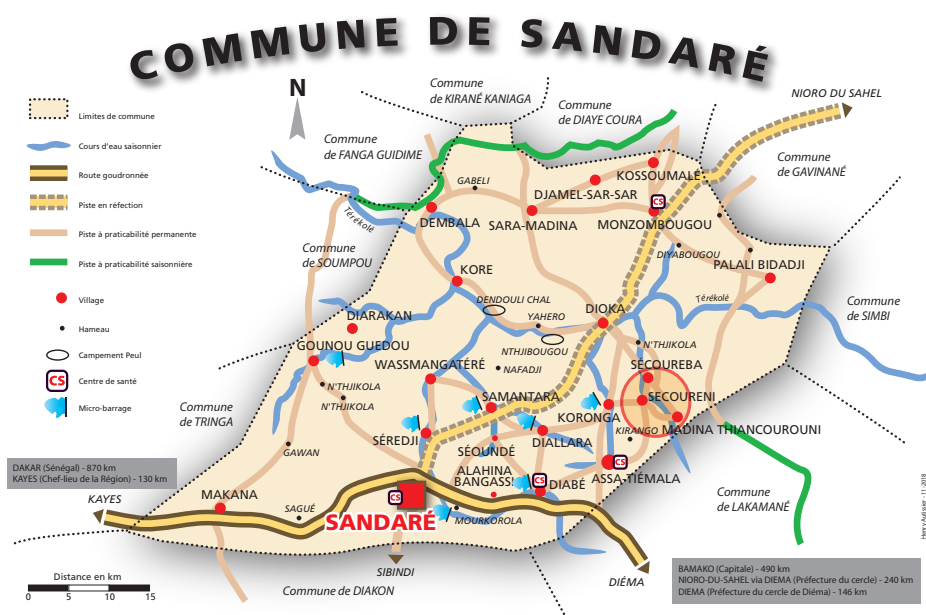 COMMUNE DE SANDARÉ
N
Limites de commune
Cours d'eau saisonnier
Route goudronnée
Piste en réfection
Piste à praticabilité permanente
Piste à praticabilité saisonnière
Village
Hameau
Campement Peul
CS
Centre de santé
Micro-barrage
Commune
de KIRANÉ KANIAGA
Commune
de DIAYE COURA
NIORO DU SAHEL
Commune
de FANGA GUIDIME
Commune
de GAVINANÉ
KOSSOUMALÉ
GABELI
DJAMEL-SAR-SAR
CS
Térékolé
DEMBALA
SARA-MADINA
MONZOMBOUGOU
Commune
de SOUMPOU
DIYABOUGOU
PALALI BIDADJI
KORE
DENDOULI CHAL
Térékolé
Commune
de SIMBI
DIARAKAN
YAHERO
DIOKA
GOUNOU GUEDOU
NTHJIBOUGOU
N'THJIKOLA
WASSMANGATÉRÉ
NAFADJI
SÉCOUREBA
N'THJIKOLA
N'THJIKOLA
SAMANTARA
SECOURENI
Commune
de TRINGA
KORONGA
KIRANGO
MADINA THIANCOUROUNI
SÉREDJI
DIALLARA
GAWAN
SÉOUNDÉ
DAKAR (Sénégal) - 870 km
KAYES (Chef-lieu de la Région) - 130 km
ALAHINA
BANGASSI
CS
DIABÉ
CS
ASSA-TIÉMALA
KAYES
MAKANA
CS
Commune
de LAKAMANÉ
SAGUÉ
SANDARÉ
MOURKOROLA
Distance en km
0 5 10 15
SIBINDI
Commune de DIAKON
DIÉMA
BAMAKO (Capitale) - 490 km
NIORO-DU-SAHEL via DIEMA (Préfecture du cercle) - 240 km
DIEMA (Préfecture du cercle de Diéma) - 146 km